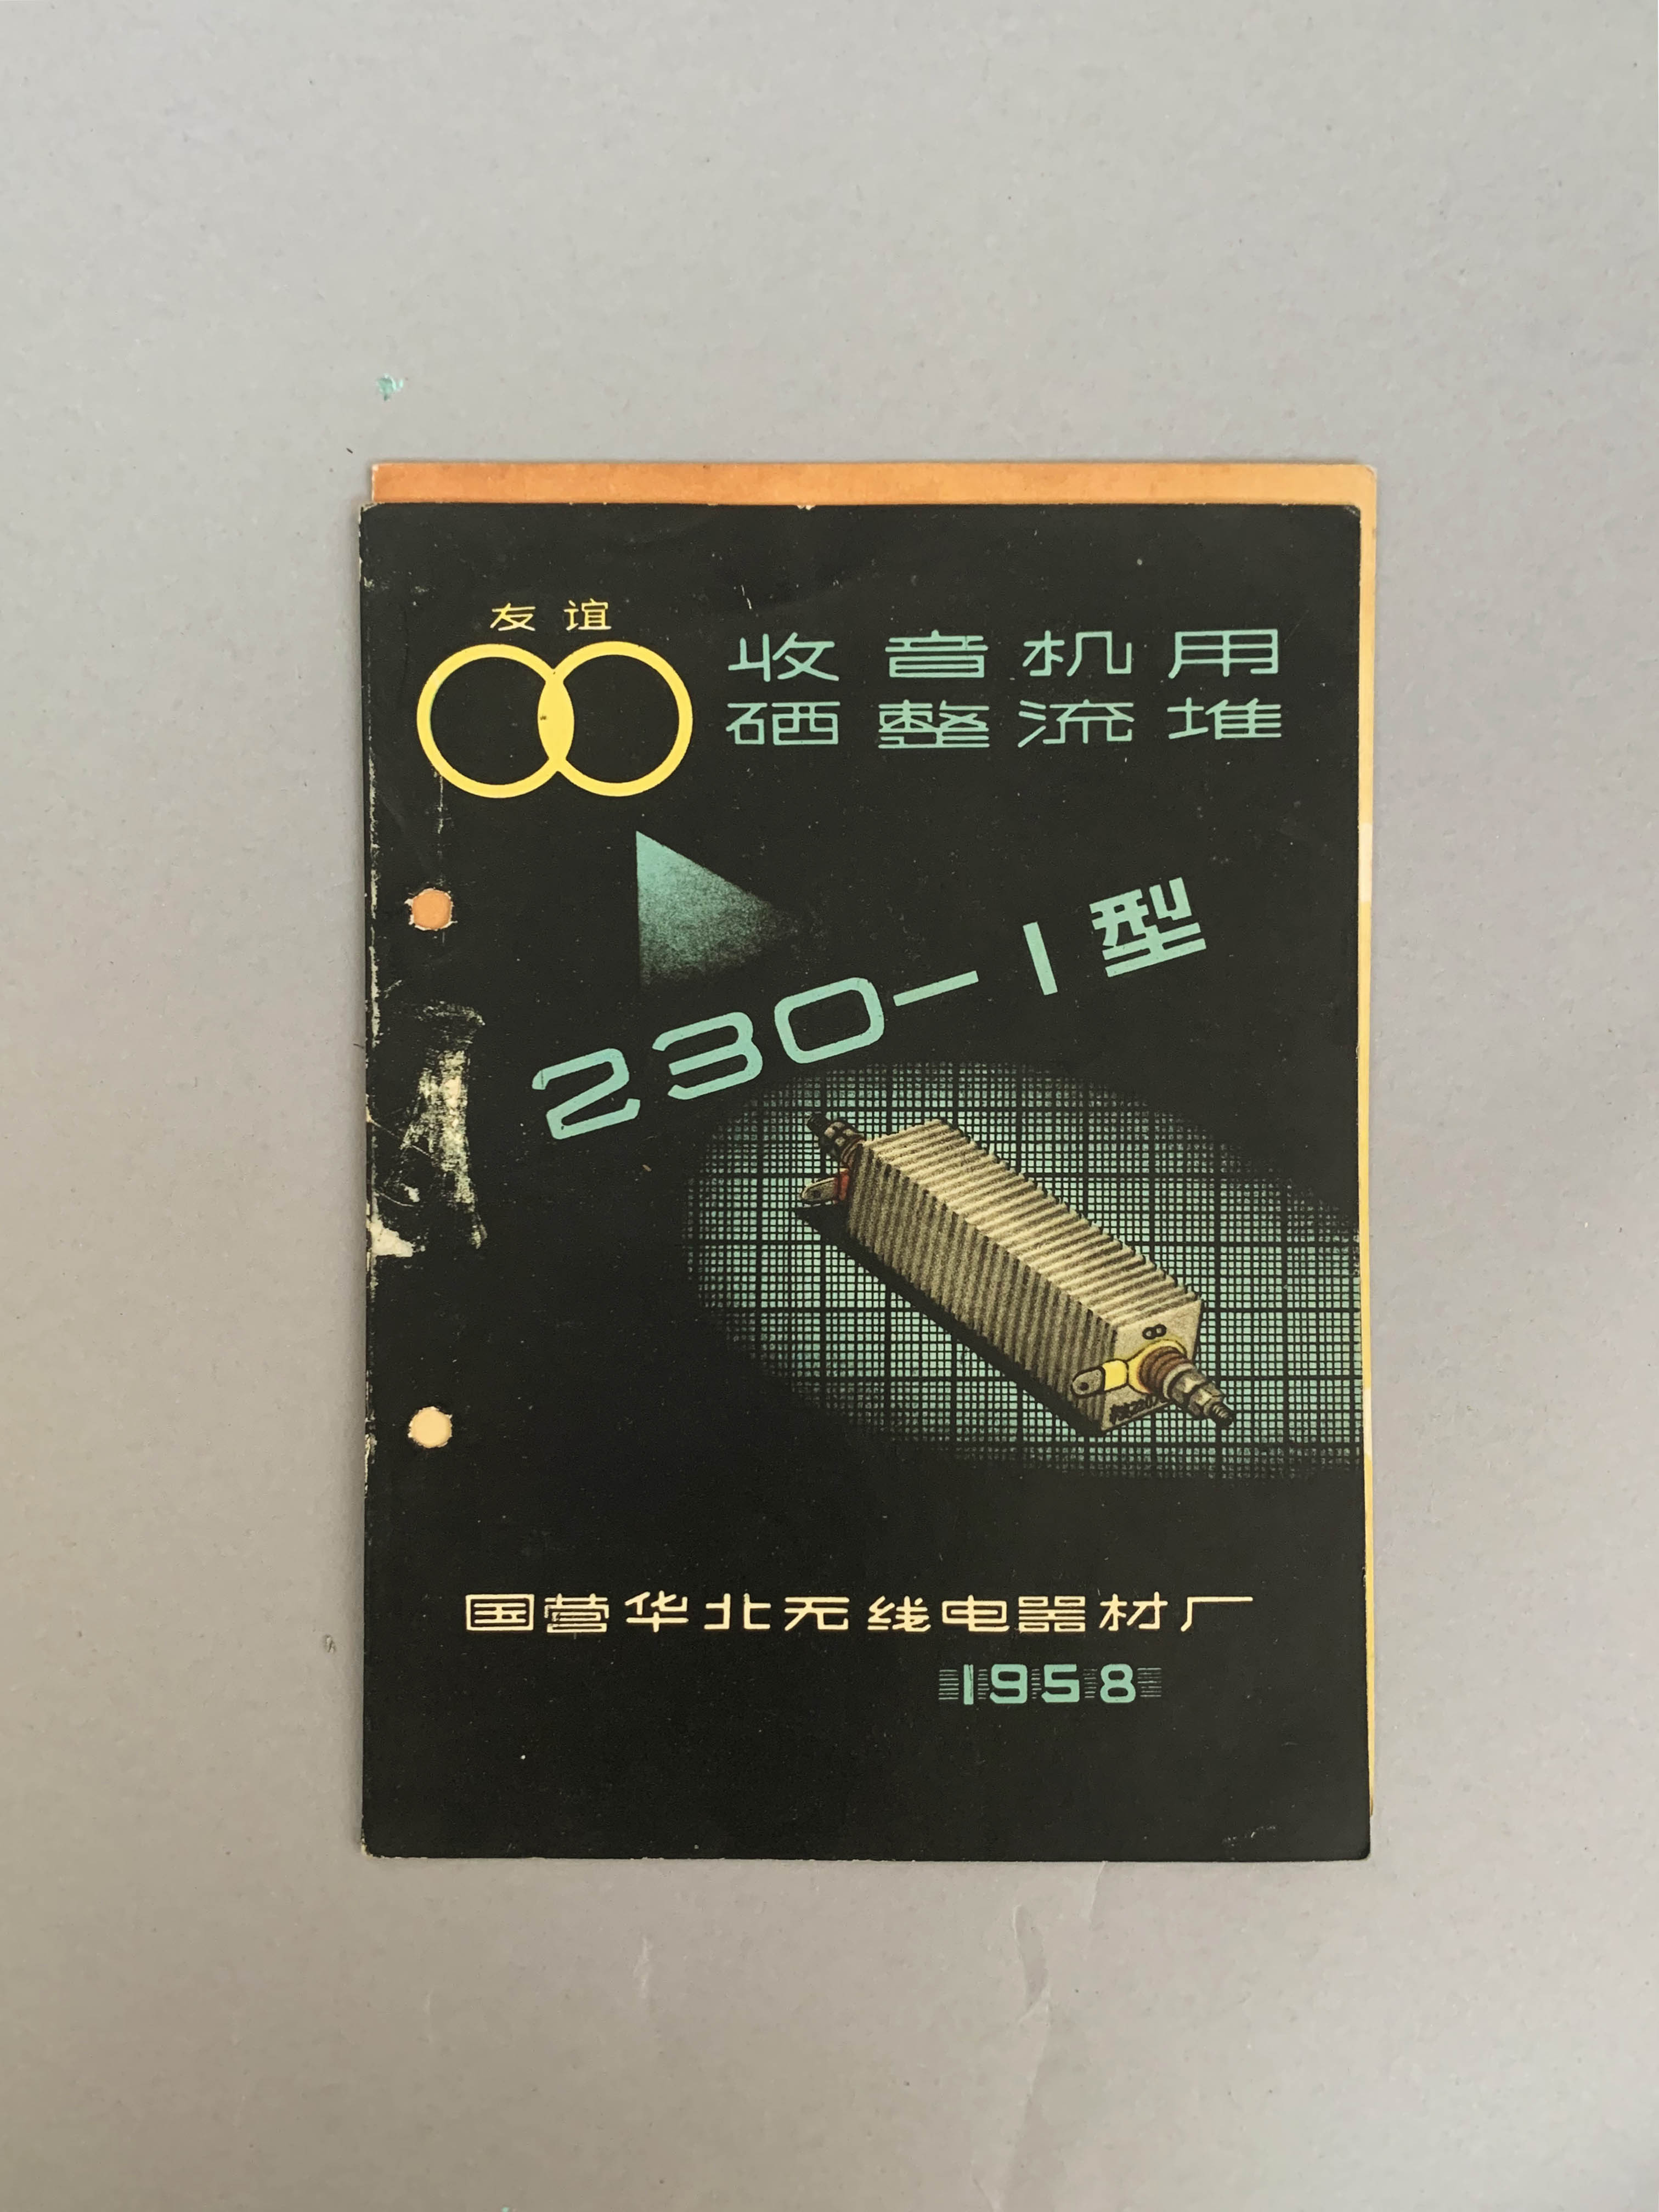 友谊
收音机用
硒整流堆
230-1型
国营华北无线电器材厂
1958